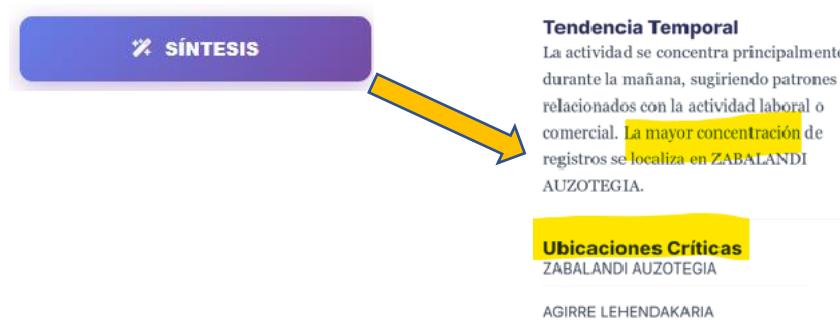 SÍNTESIS
Tendencia Temporal
La actividad se concentra principalmente
durante la mañana, sugiriendo patrones
relacionados con la actividad laboral o
comercial. La mayor concentración de
registros se localiza en ZABALANDI
AUZOTEGIA.
Ubicaciones Críticas
ZABALANDI AUZOTEGIA
AGIRRE LEHENDAKARIA